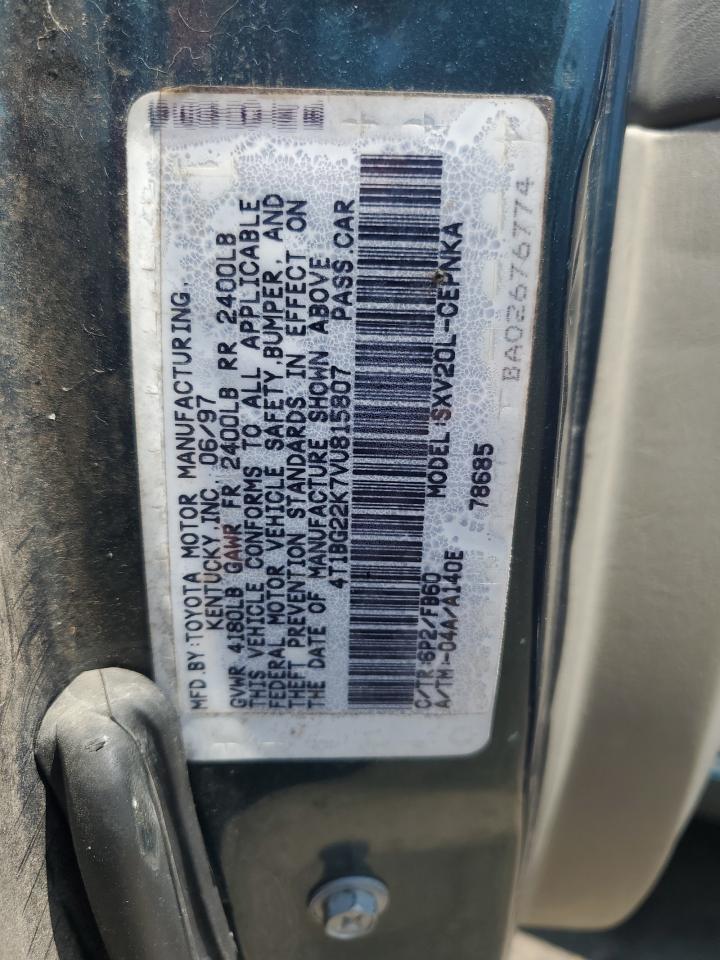 MFD.BY:TOYOTA MOTOR MANUFACTURING,
KENTUCKY,INC. 06/97
GVWR 4180LB GAWR FR 2400LB RR 2400LB
THIS VEHICLE CONFORMS TO ALL APPLICABLE
FEDERAL MOTOR VEHICLE SAFETY,BUMPER, AND
THEFT PREVENTION STANDARDS IN EFFECT ON
THE DATE OF MANUFACTURE SHOWN ABOVE
4T1BG22K7VU815807 PASS.CAR
C/TR:6P2/FB60 MODEL:SXV20L-CEPNKA
A/TM:-04A/A140E 78685
BA02676774